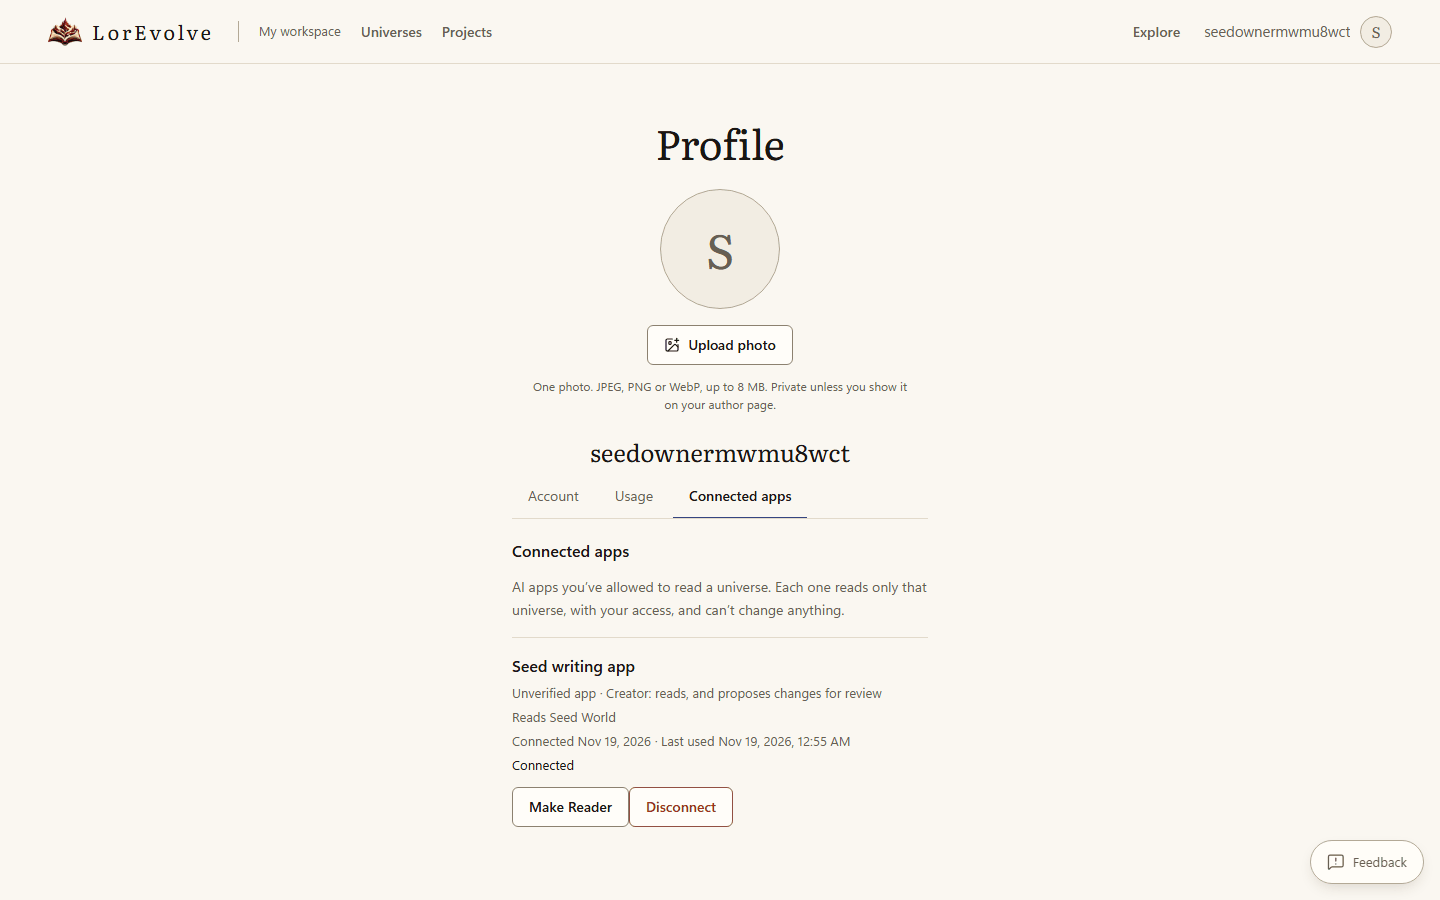 LorEvolve
My workspace
Universes
Projects
Explore
seedownermwmu8wct
S
Profile
S
Upload photo
One photo. JPEG, PNG or WebP, up to 8 MB. Private unless you show it
on your author page.
seedownermwmu8wct
Account
Usage
Connected apps
Connected apps
AI apps you’ve allowed to read a universe. Each one reads only that
universe, with your access, and can’t change anything.
Seed writing app
Unverified app · Creator: reads, and proposes changes for review
Reads Seed World
Connected Nov 19, 2026 · Last used Nov 19, 2026, 12:55 AM
Connected
Make Reader
Disconnect
Feedback